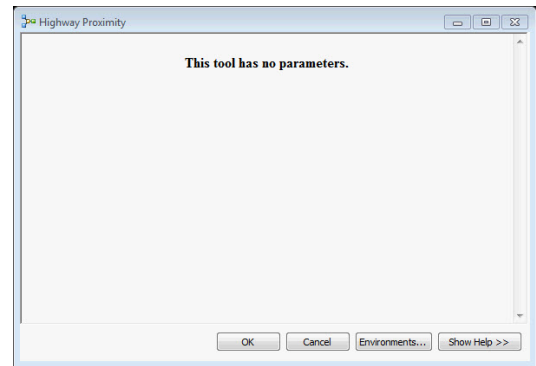 Highway Proximity
This tool has no parameters.
OK Cancel Environments... Show Help >>